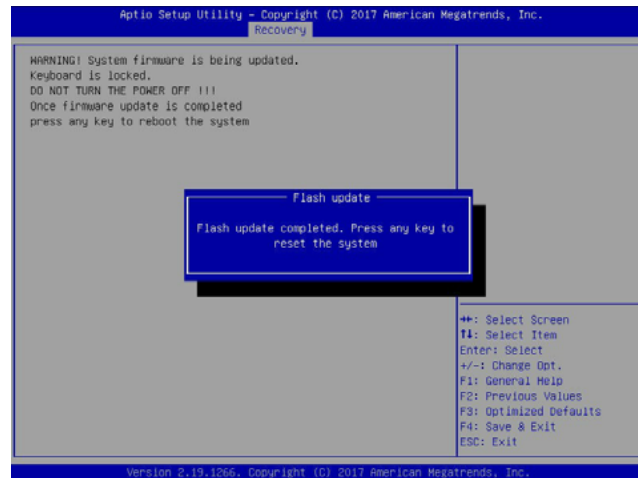 Aptio Setup Utility – Copyright (C) 2017 American Megatrends, Inc.
Recovery
WARNING! System firmware is being updated.
Keyboard is locked.
DO NOT TURN THE POWER OFF !!!
Once firmware update is completed
press any key to reboot the system
Flash update
Flash update completed. Press any key to
reset the system
→←: Select Screen
↑↓: Select Item
Enter: Select
+/-: Change Opt.
F1: General Help
F2: Previous Values
F3: Optimized Defaults
F4: Save & Exit
ESC: Exit
Version 2.19.1266. Copyright (C) 2017 American Megatrends, Inc.